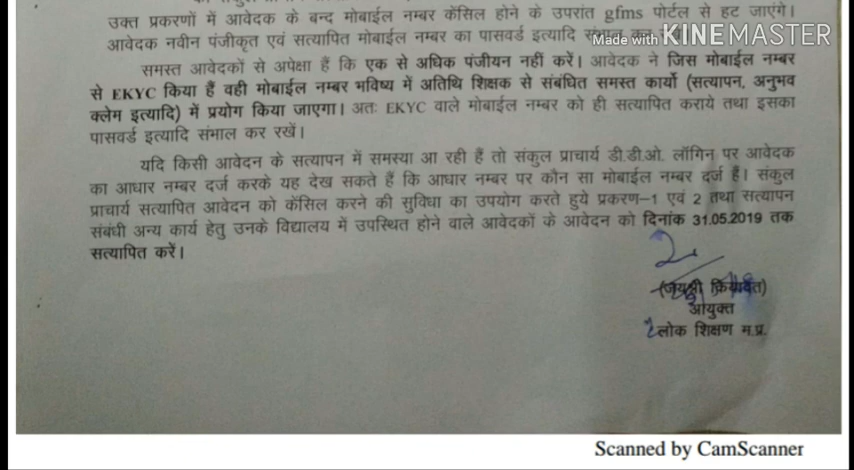 उक्त प्रकरणों में आवेदक के बन्द मोबाईल नम्बर केंसिल होने के उपरांत gfms पोर्टल से हट जाएंगे।
आवेदक नवीन पंजीकृत एवं सत्यापित मोबाईल नम्बर का पासवर्ड इत्यादि
Made with KINEMASTER
समस्त आवेदकों से अपेक्षा हैं कि एक से अधिक पंजीयन नहीं करें। आवेदक ने जिस मोबाईल नम्बर
से EKYC किया हैं वही मोबाईल नम्बर भविष्य में अतिथि शिक्षक से संबंधित समस्त कार्यो (सत्यापन, अनुभव
क्लेम इत्यादि) में प्रयोग किया जाएगा। अतः EKYC वाले मोबाईल नम्बर को ही सत्यापित कराये तथा इसका
पासवर्ड इत्यादि संभाल कर रखें।
यदि किसी आवेदन के सत्यापन में समस्या आ रही हैं तो संकुल प्राचार्य डी.डी.ओ. लॉगिन पर आवेदक
का आधार नम्बर दर्ज करके यह देख सकते हैं कि आधार नम्बर पर कौन सा मोबाईल नम्बर दर्ज हैं। संकुल
प्राचार्य सत्यापित आवेदन को केंसिल करने की सुविधा का उपयोग करते हुये प्रकरण–1 एवं 2 तथा सत्यापन
संबंधी अन्य कार्य हेतु उनके विद्यालय में उपस्थित होने वाले आवेदकों के आवेदन को दिनांक 31.05.2019 तक
सत्यापित करें।
(जयश्री कियावत)
आयुक्त
लोक शिक्षण म.प्र.
Scanned by CamScanner